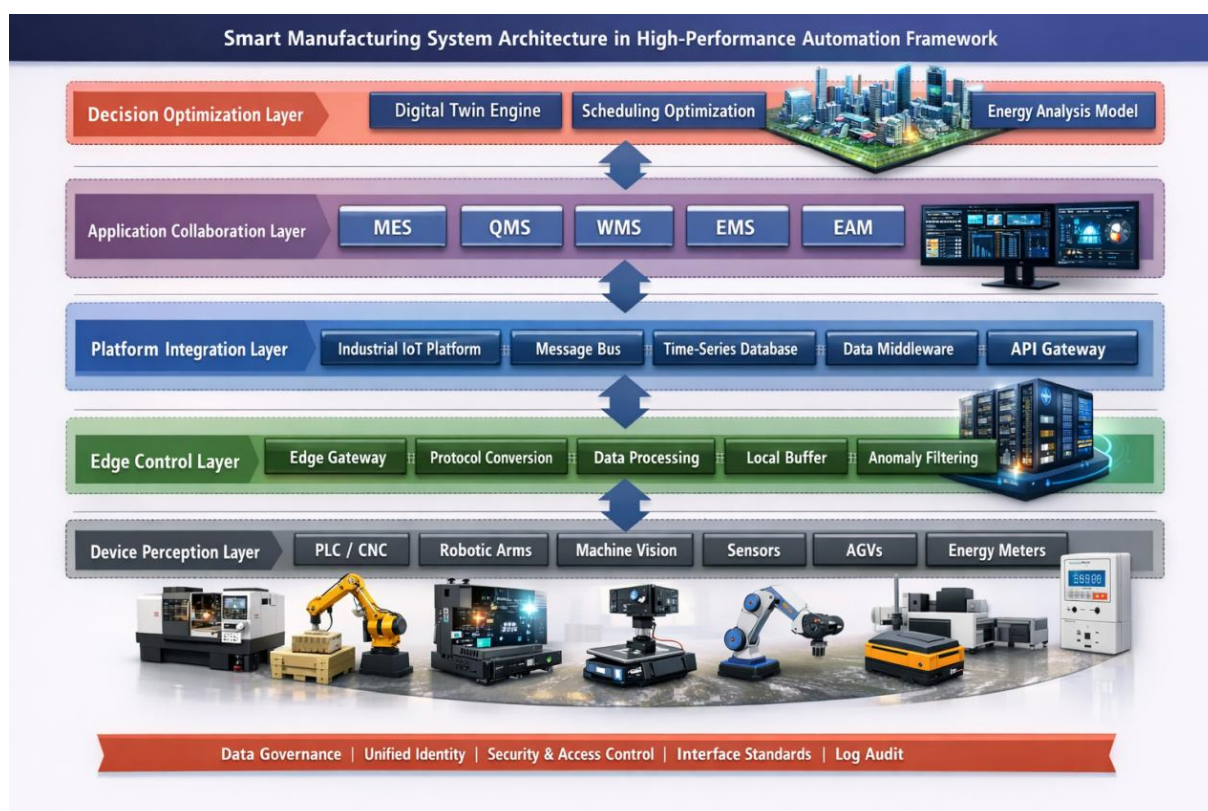 Smart Manufacturing System Architecture in High-Performance Automation Framework
Decision Optimization Layer
Digital Twin Engine
Scheduling Optimization
Energy Analysis Model
Application Collaboration Layer
MES
QMS
WMS
EMS
EAM
Platform Integration Layer
Industrial IoT Platform
Message Bus
Time-Series Database
Data Middleware
API Gateway
Edge Control Layer
Edge Gateway
Protocol Conversion
Data Processing
Local Buffer
Anomaly Filtering
Device Perception Layer
PLC / CNC
Robotic Arms
Machine Vision
Sensors
AGVs
Energy Meters
Data Governance | Unified Identity | Security & Access Control | Interface Standards | Log Audit